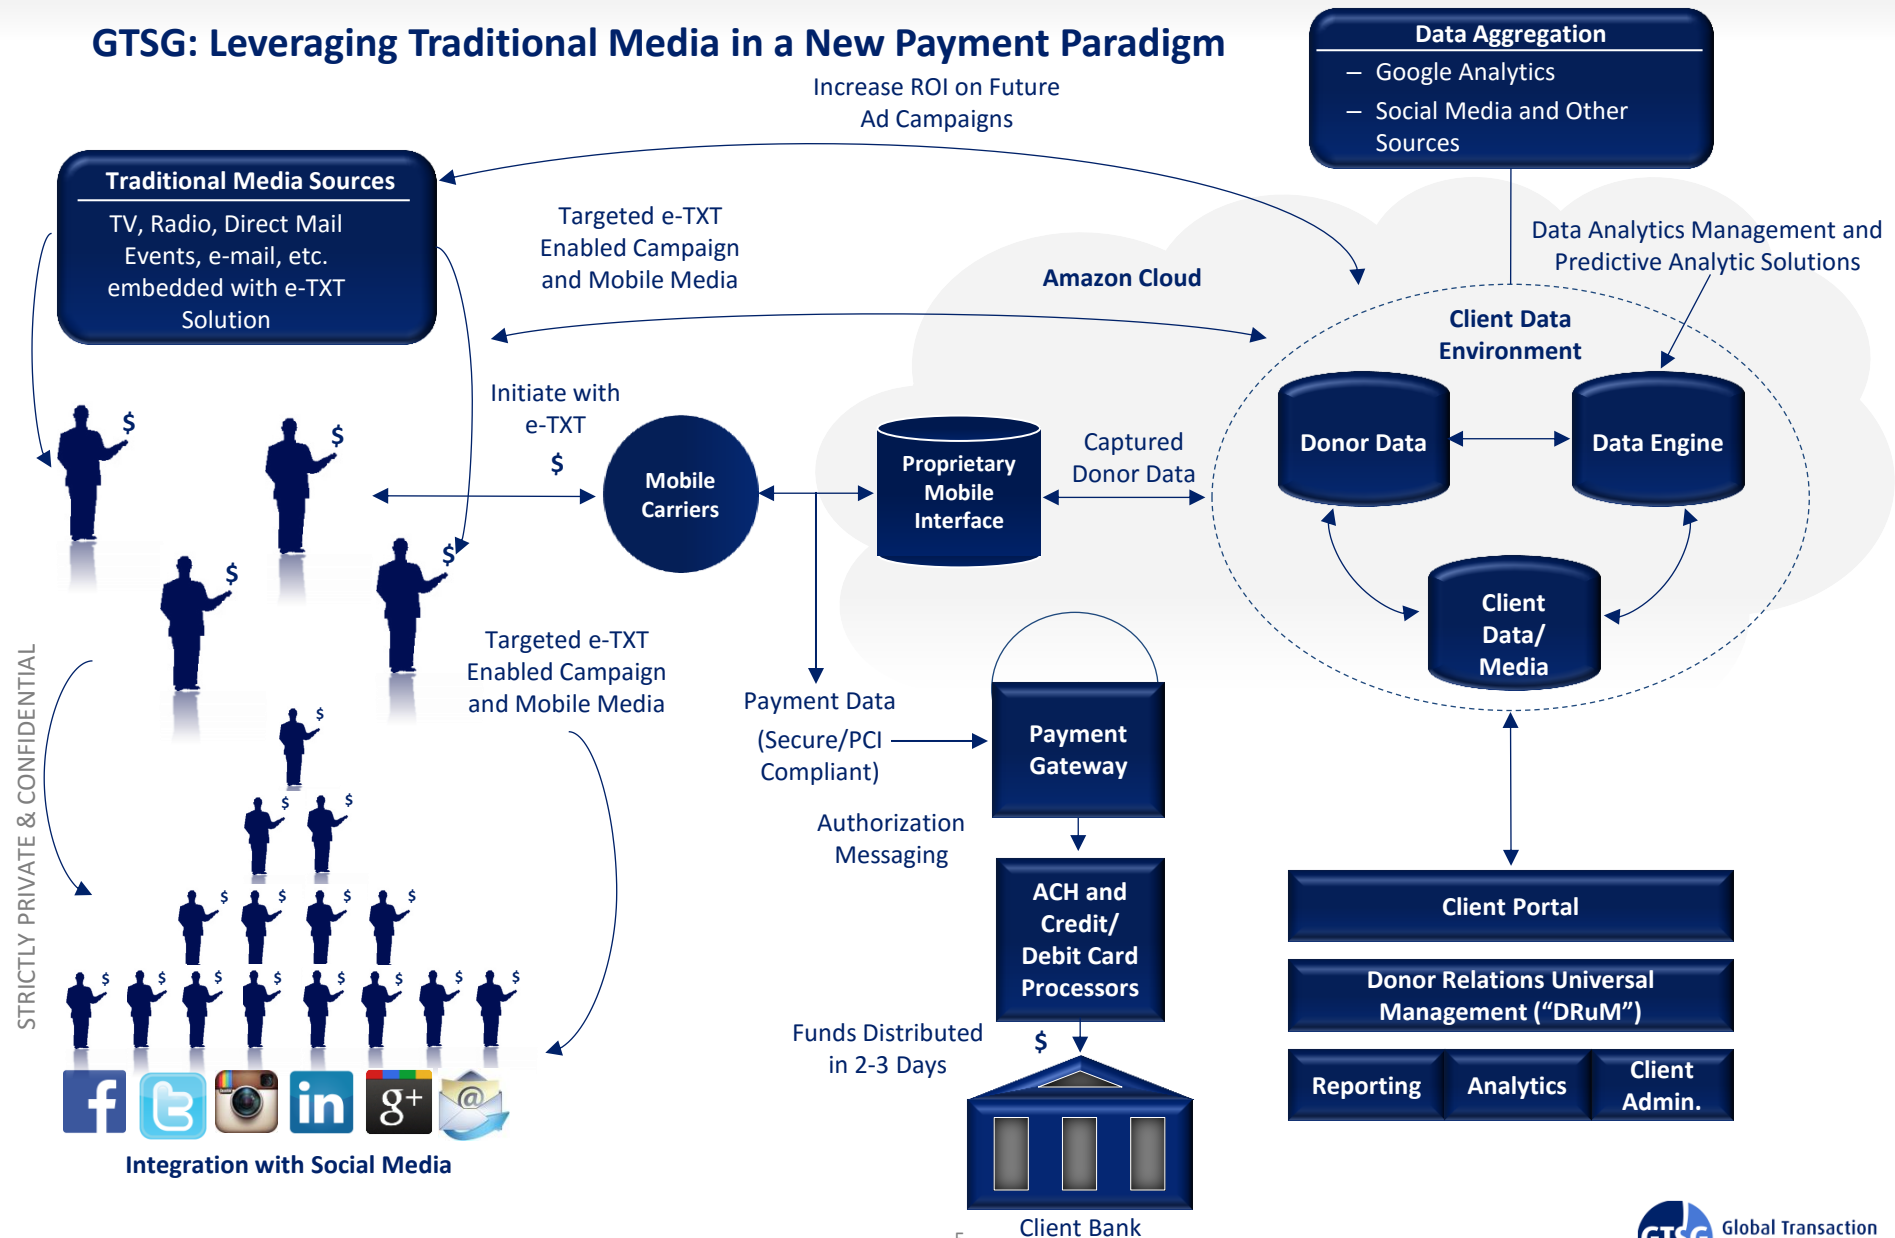 GTSG: Leveraging Traditional Media in a New Payment Paradigm
Increase ROI on Future
Ad Campaigns
Data Aggregation
– Google Analytics
– Social Media and Other
Sources
Traditional Media Sources
TV, Radio, Direct Mail
Events, e-mail, etc.
embedded with e-TXT
Solution
Targeted e-TXT
Enabled Campaign
and Mobile Media
Amazon Cloud
Data Analytics Management and
Predictive Analytic Solutions
Client Data
Environment
Initiate with
e-TXT
$
Mobile
Carriers
Proprietary
Mobile
Interface
Captured
Donor Data
Donor Data
Data Engine
Client
Data/
Media
$
$
$
$
Targeted e-TXT
Enabled Campaign
and Mobile Media
Payment Data
(Secure/PCI
Compliant)
Payment
Gateway
Authorization
Messaging
ACH and
Credit/
Debit Card
Processors
Funds Distributed
in 2-3 Days
$
Client Bank
Client Portal
Donor Relations Universal
Management (“DRuM”)
Reporting
Analytics
Client
Admin.
$
$ $
$ $ $ $
$ $ $ $ $ $ $ $
f
t
in
g+
@
Integration with Social Media
STRICTLY PRIVATE & CONFIDENTIAL
GTSG
Global Transaction